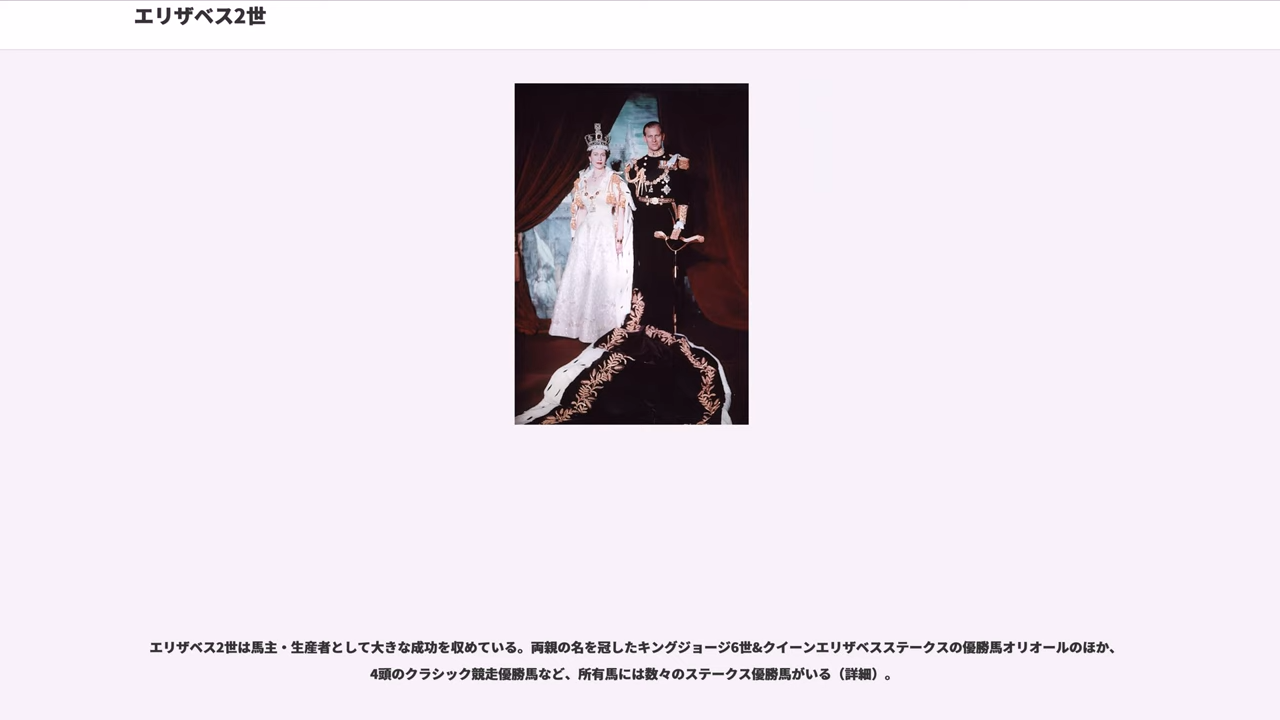 エリザベス2世
エリザベス2世は馬主・生産者として大きな成功を収めている。両親の名を冠したキングジョージ6世&クイーンエリザベスステークスの優勝馬オリオールのほか、
4頭のクラシック競走優勝馬など、所有馬には数々のステークス優勝馬がいる（詳細）。